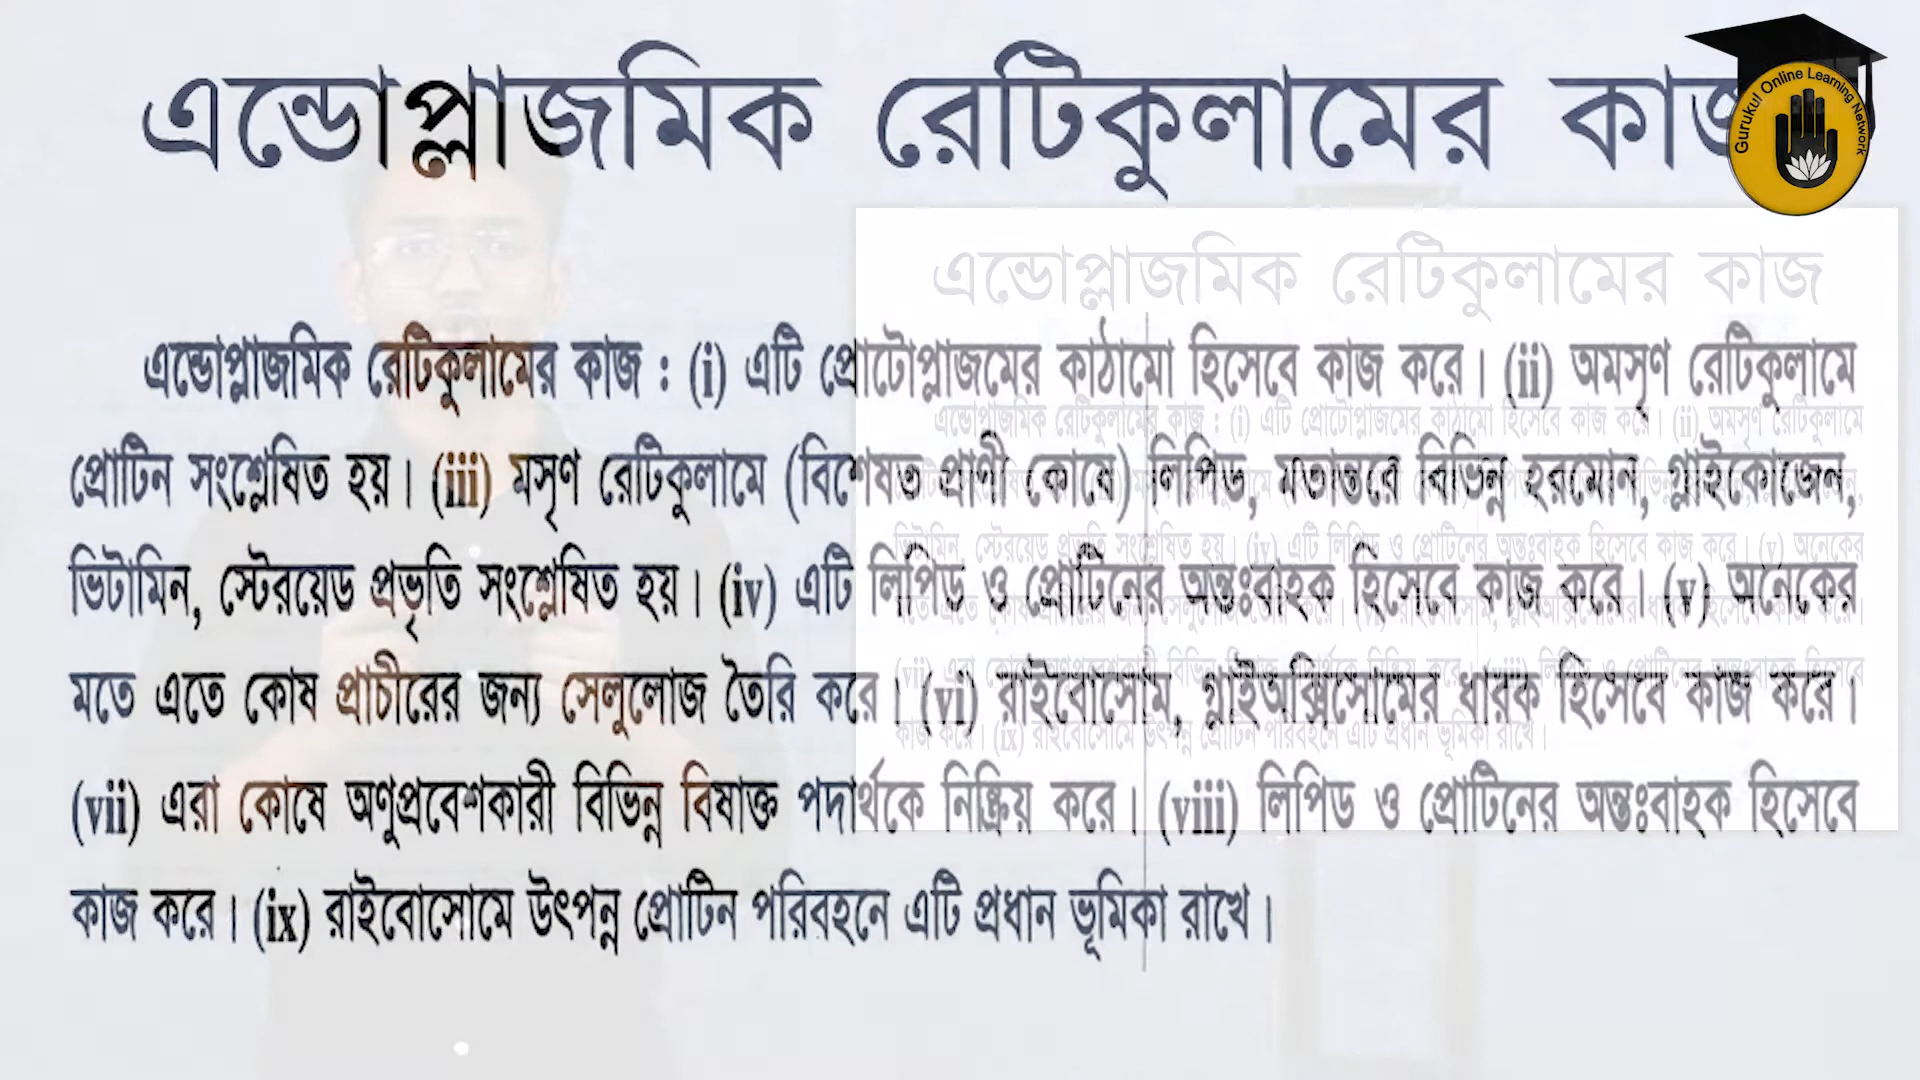 এন্ডোপ্লাজমিক রেটিকুলামের কাজ
Gurukul Online Learning Network
এন্ডোপ্লাজমিক রেটিকুলামের কাজ
এন্ডোপ্লাজমিক রেটিকুলামের কাজ : (i) এটি প্রোটোপ্লাজমের কাঠামো হিসেবে কাজ করে। (ii) অমসৃণ রেটিকুলামে
প্রোটিন সংশ্লেষিত হয়। (iii) মসৃণ রেটিকুলামে (বিশেষত প্রাণী কোষে) লিপিড, মতান্তরে বিভিন্ন হরমোন, গ্লাইকোজেন,
ভিটামিন, স্টেরয়েড প্রভৃতি সংশ্লেষিত হয়। (iv) এটি লিপিড ও প্রোটিনের অন্তঃবাহক হিসেবে কাজ করে। (v) অনেকের
মতে এতে কোষ প্রাচীরের জন্য সেলুলোজ তৈরি করে। (vi) রাইবোসোম, গ্লাইঅক্সিসোমের ধারক হিসেবে কাজ করে।
(vii) এরা কোষে অণুপ্রবেশকারী বিভিন্ন বিষাক্ত পদার্থকে নিষ্ক্রিয় করে। (viii) লিপিড ও প্রোটিনের অন্তঃবাহক হিসেবে
কাজ করে। (ix) রাইবোসোমে উৎপন্ন প্রোটিন পরিবহনে এটি প্রধান ভূমিকা রাখে।